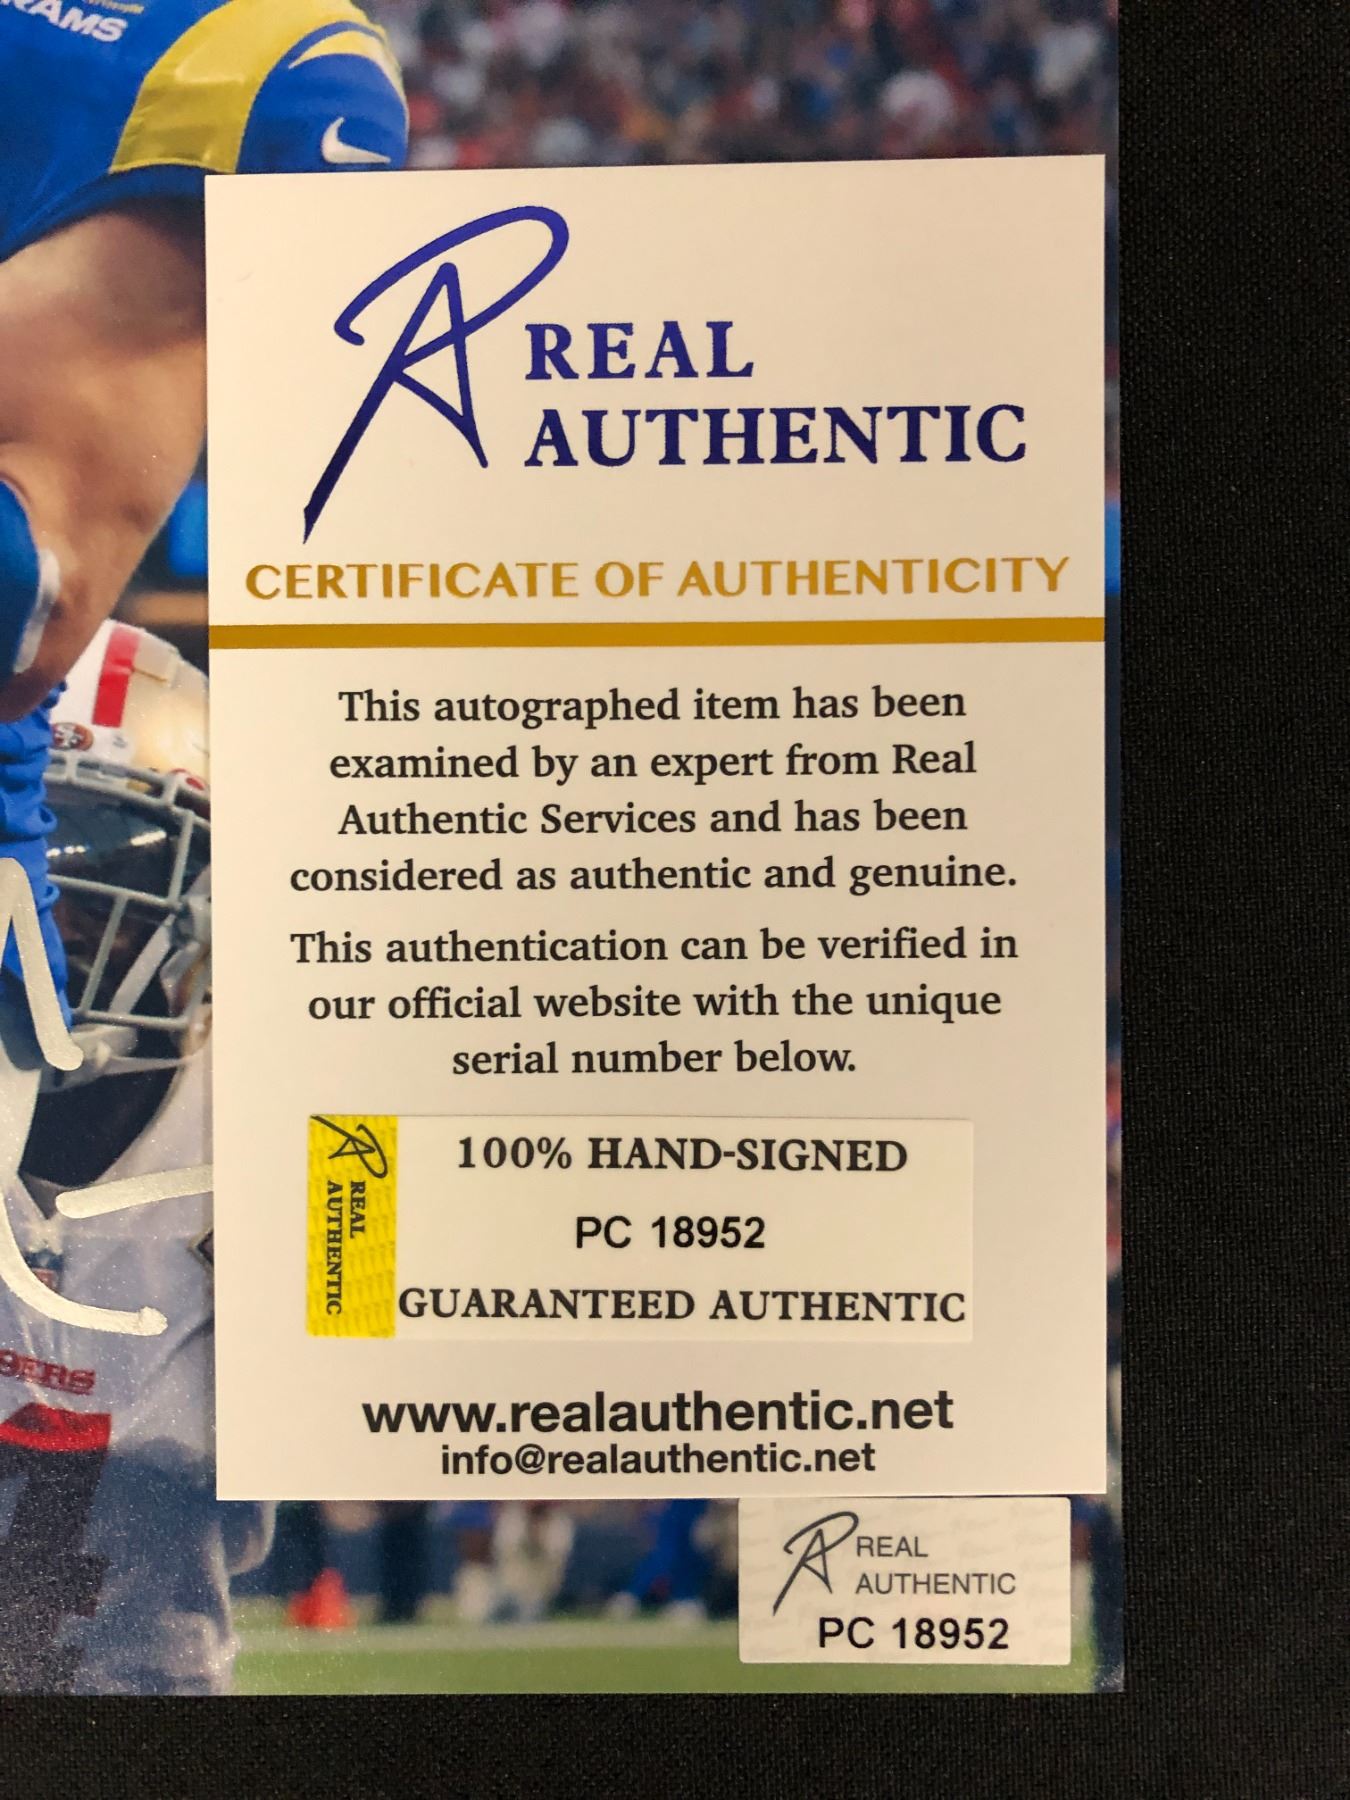 RAMS
REAL
AUTHENTIC
CERTIFICATE OF AUTHENTICITY
This autographed item has been
examined by an expert from Real
Authentic Services and has been
considered as authentic and genuine.
This authentication can be verified in
our official website with the unique
serial number below.
REAL
AUTHENTIC
100% HAND-SIGNED
PC 18952
GUARANTEED AUTHENTIC
49ERS
www.realauthentic.net
info@realauthentic.net
REAL
AUTHENTIC
PC 18952